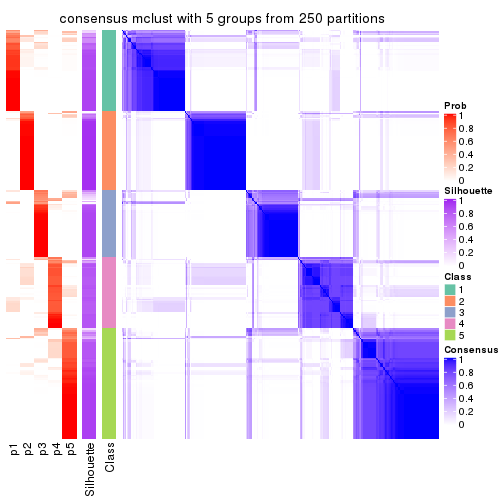 consensus mclust with 5 groups from 250 partitions
Prob
1
0.8
0.6
0.4
0.2
0
Silhouette
1
0.8
0.6
0.4
0.2
0
Class
1
2
3
4
5
Consensus
1
0.8
0.6
0.4
0.2
0
p1
p2
p3
p4
p5
Silhouette
Class